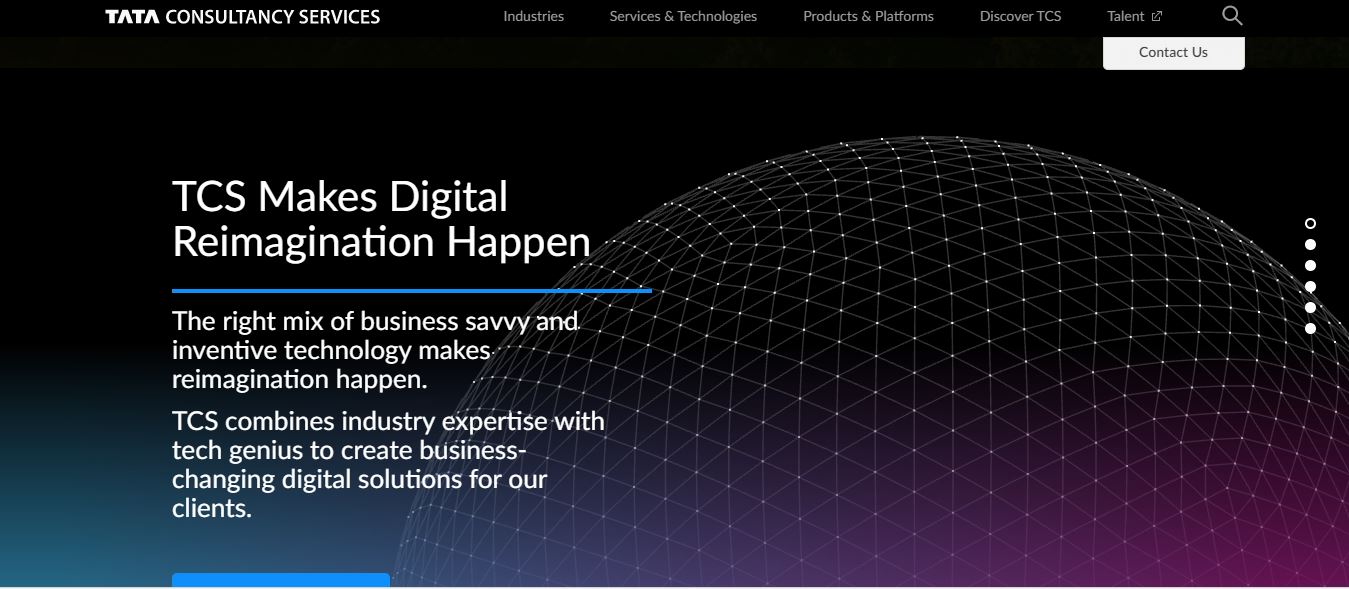 TATA CONSULTANCY SERVICES
Industries
Services & Technologies
Products & Platforms
Discover TCS
Talent
Contact Us
TCS Makes Digital
Reimagination Happen
The right mix of business savvy and
inventive technology makes
reimagination happen.
TCS combines industry expertise with
tech genius to create business-
changing digital solutions for our
clients.